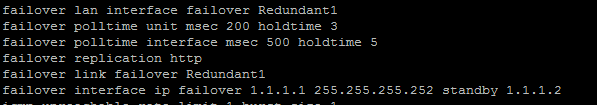 failover lan interface failover Redundant1
failover polltime unit msec 200 holdtime 3
failover polltime interface msec 500 holdtime 5
failover replication http
failover link failover Redundant1
failover interface ip failover 1.1.1.1 255.255.255.252 standby 1.1.1.2